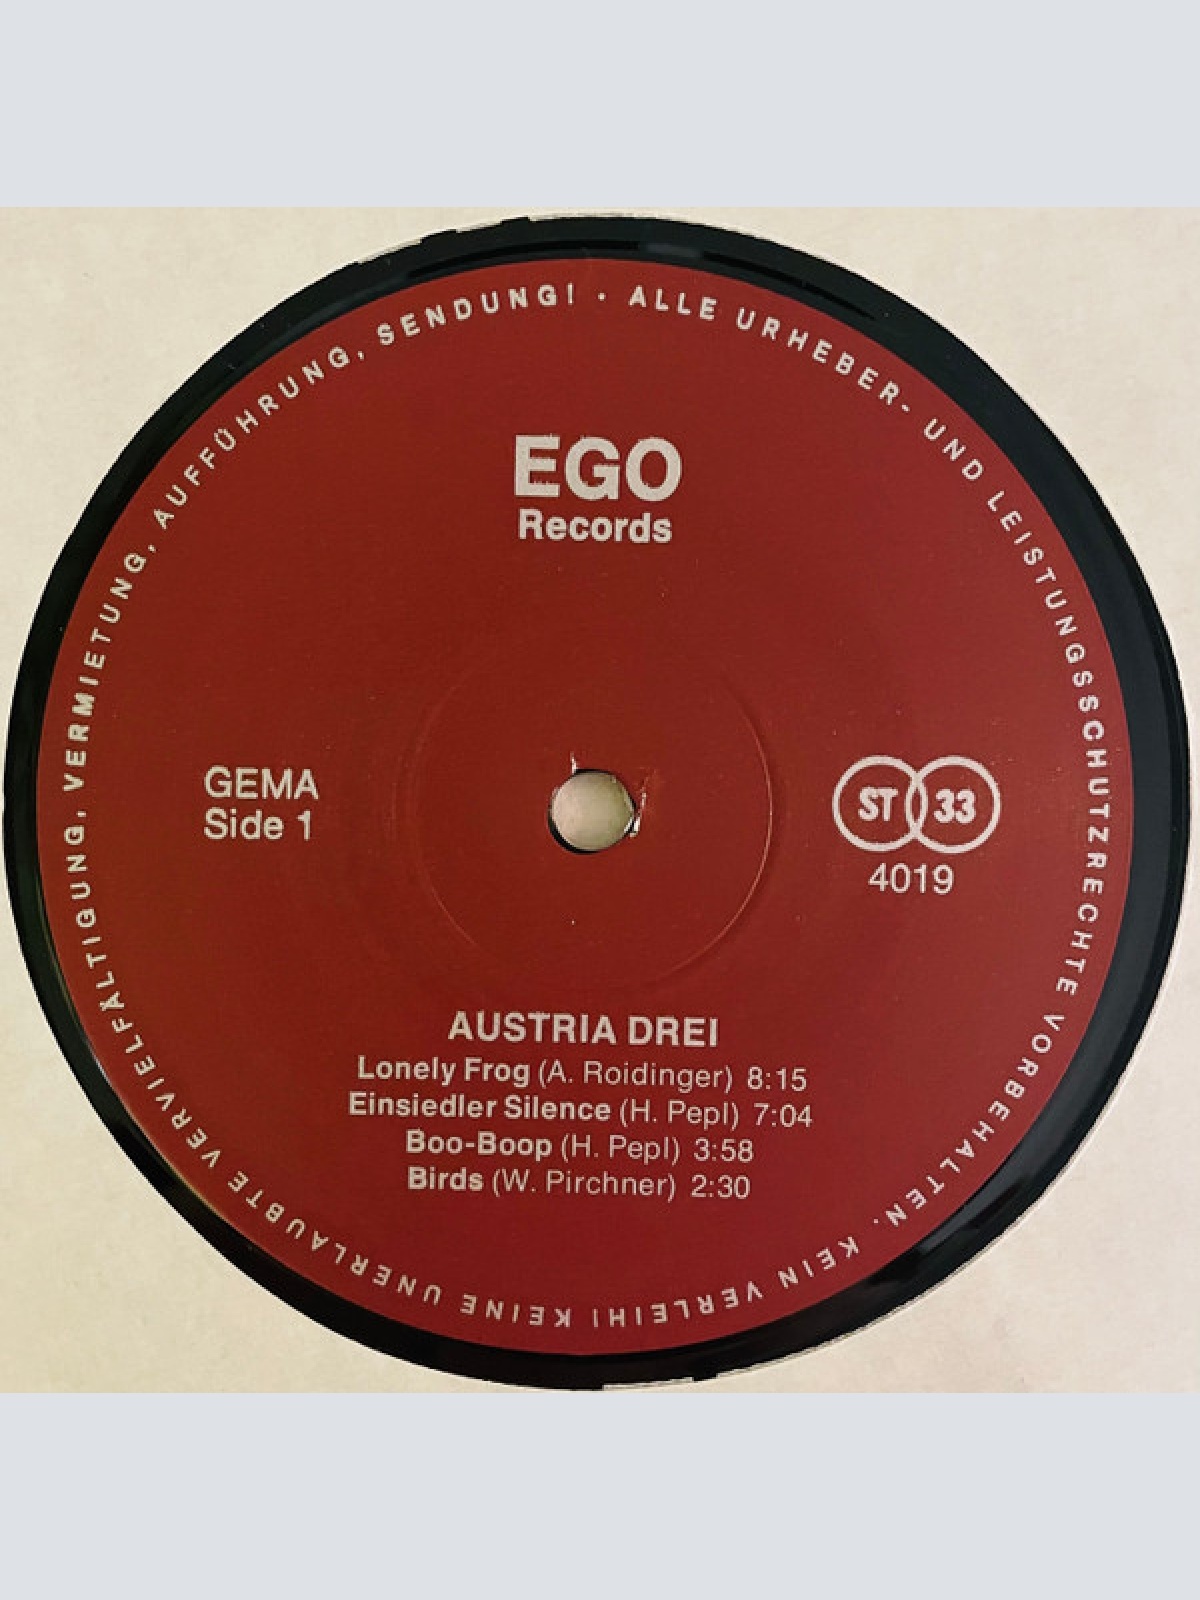 ALLE URHEBER- UND LEISTUNGSSCHUTZRECHTE VORBEHALTEN. KEIN VERLEIH! KEINE UNERLAUBTE VERVIELFÄLTIGUNG, VERMIETUNG, AUFFÜHRUNG, SENDUNG! ·
EGO
Records
GEMA
Side 1
ST 33
4019
AUSTRIA DREI
Lonely Frog (A. Roidinger) 8:15
Einsiedler Silence (H. Pepl) 7:04
Boo-Boop (H. Pepl) 3:58
Birds (W. Pirchner) 2:30